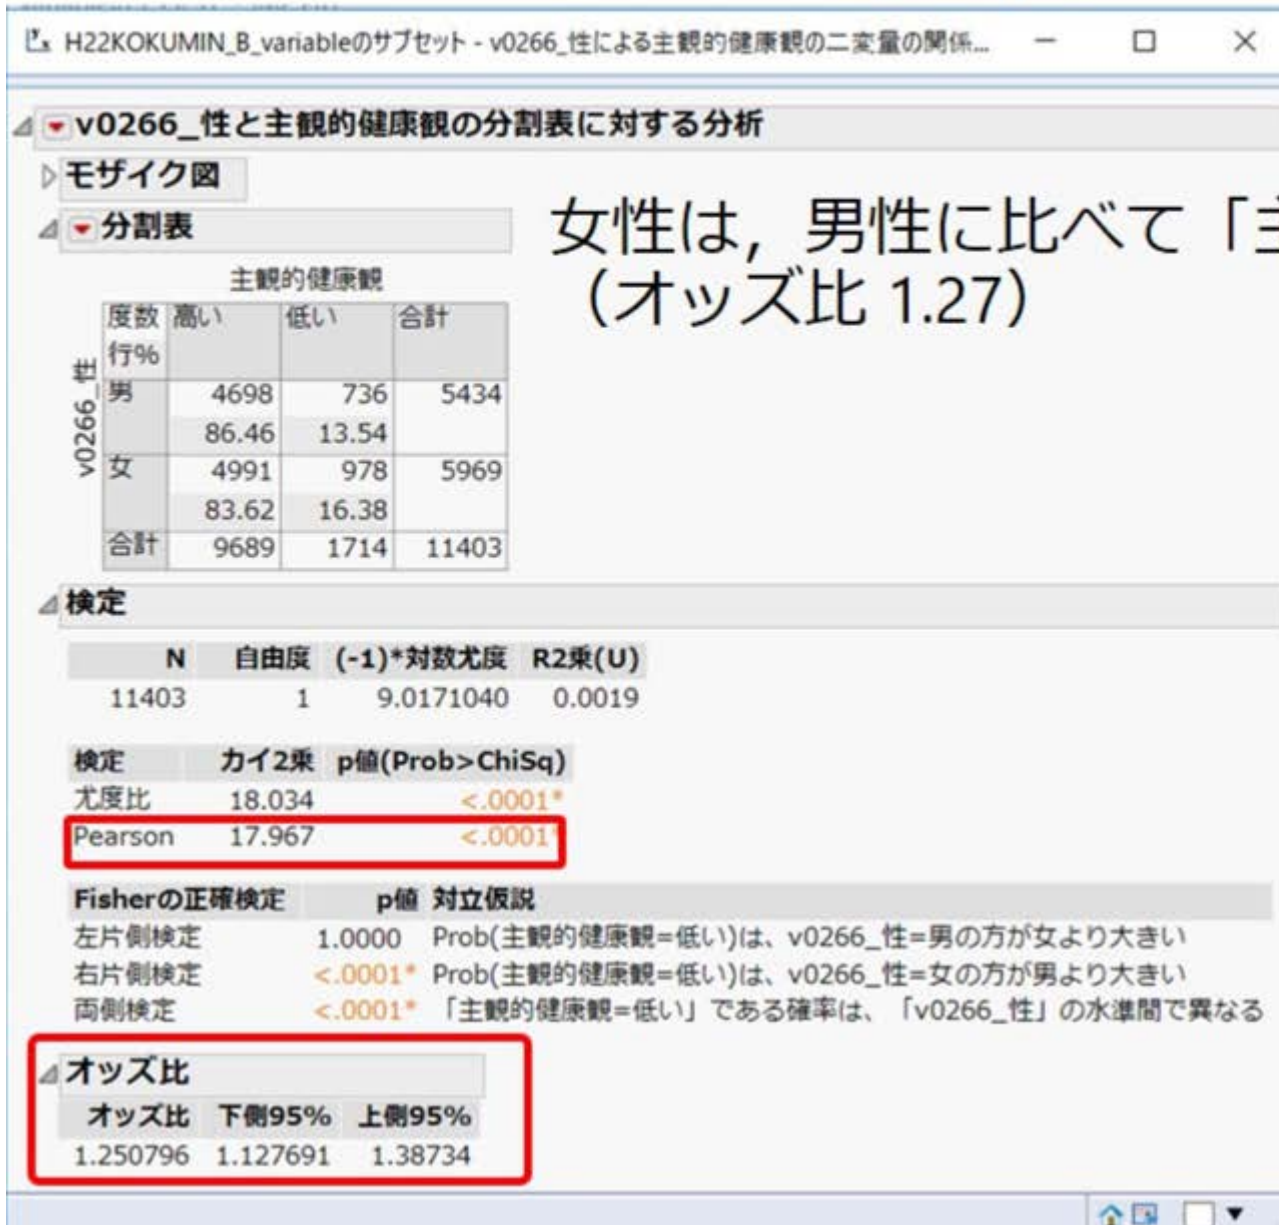 H22KOKUMIN_B_variableのサブセット - v0266_性による主観的健康観の二変量の関係...
v0266_性と主観的健康観の分割表に対する分析
モザイク図
分割表
女性は，男性に比べて「主
（オッズ比 1.27）
主観的健康観
v0266_性
度数 高い 低い 合計
行%
男 4698 736 5434
86.46 13.54
女 4991 978 5969
83.62 16.38
合計 9689 1714 11403
検定
N 自由度 (-1)*対数尤度 R2乗(U)
11403 1 9.0171040 0.0019
検定 カイ2乗 p値(Prob>ChiSq)
尤度比 18.034 <.0001*
Pearson 17.967 <.0001*
Fisherの正確検定 p値 対立仮説
左片側検定 1.0000 Prob(主観的健康観=低い)は、v0266_性=男の方が女より大きい
右片側検定 <.0001* Prob(主観的健康観=低い)は、v0266_性=女の方が男より大きい
両側検定 <.0001* 「主観的健康観=低い」である確率は、「v0266_性」の水準間で異なる
オッズ比
オッズ比 下側95% 上側95%
1.250796 1.127691 1.38734